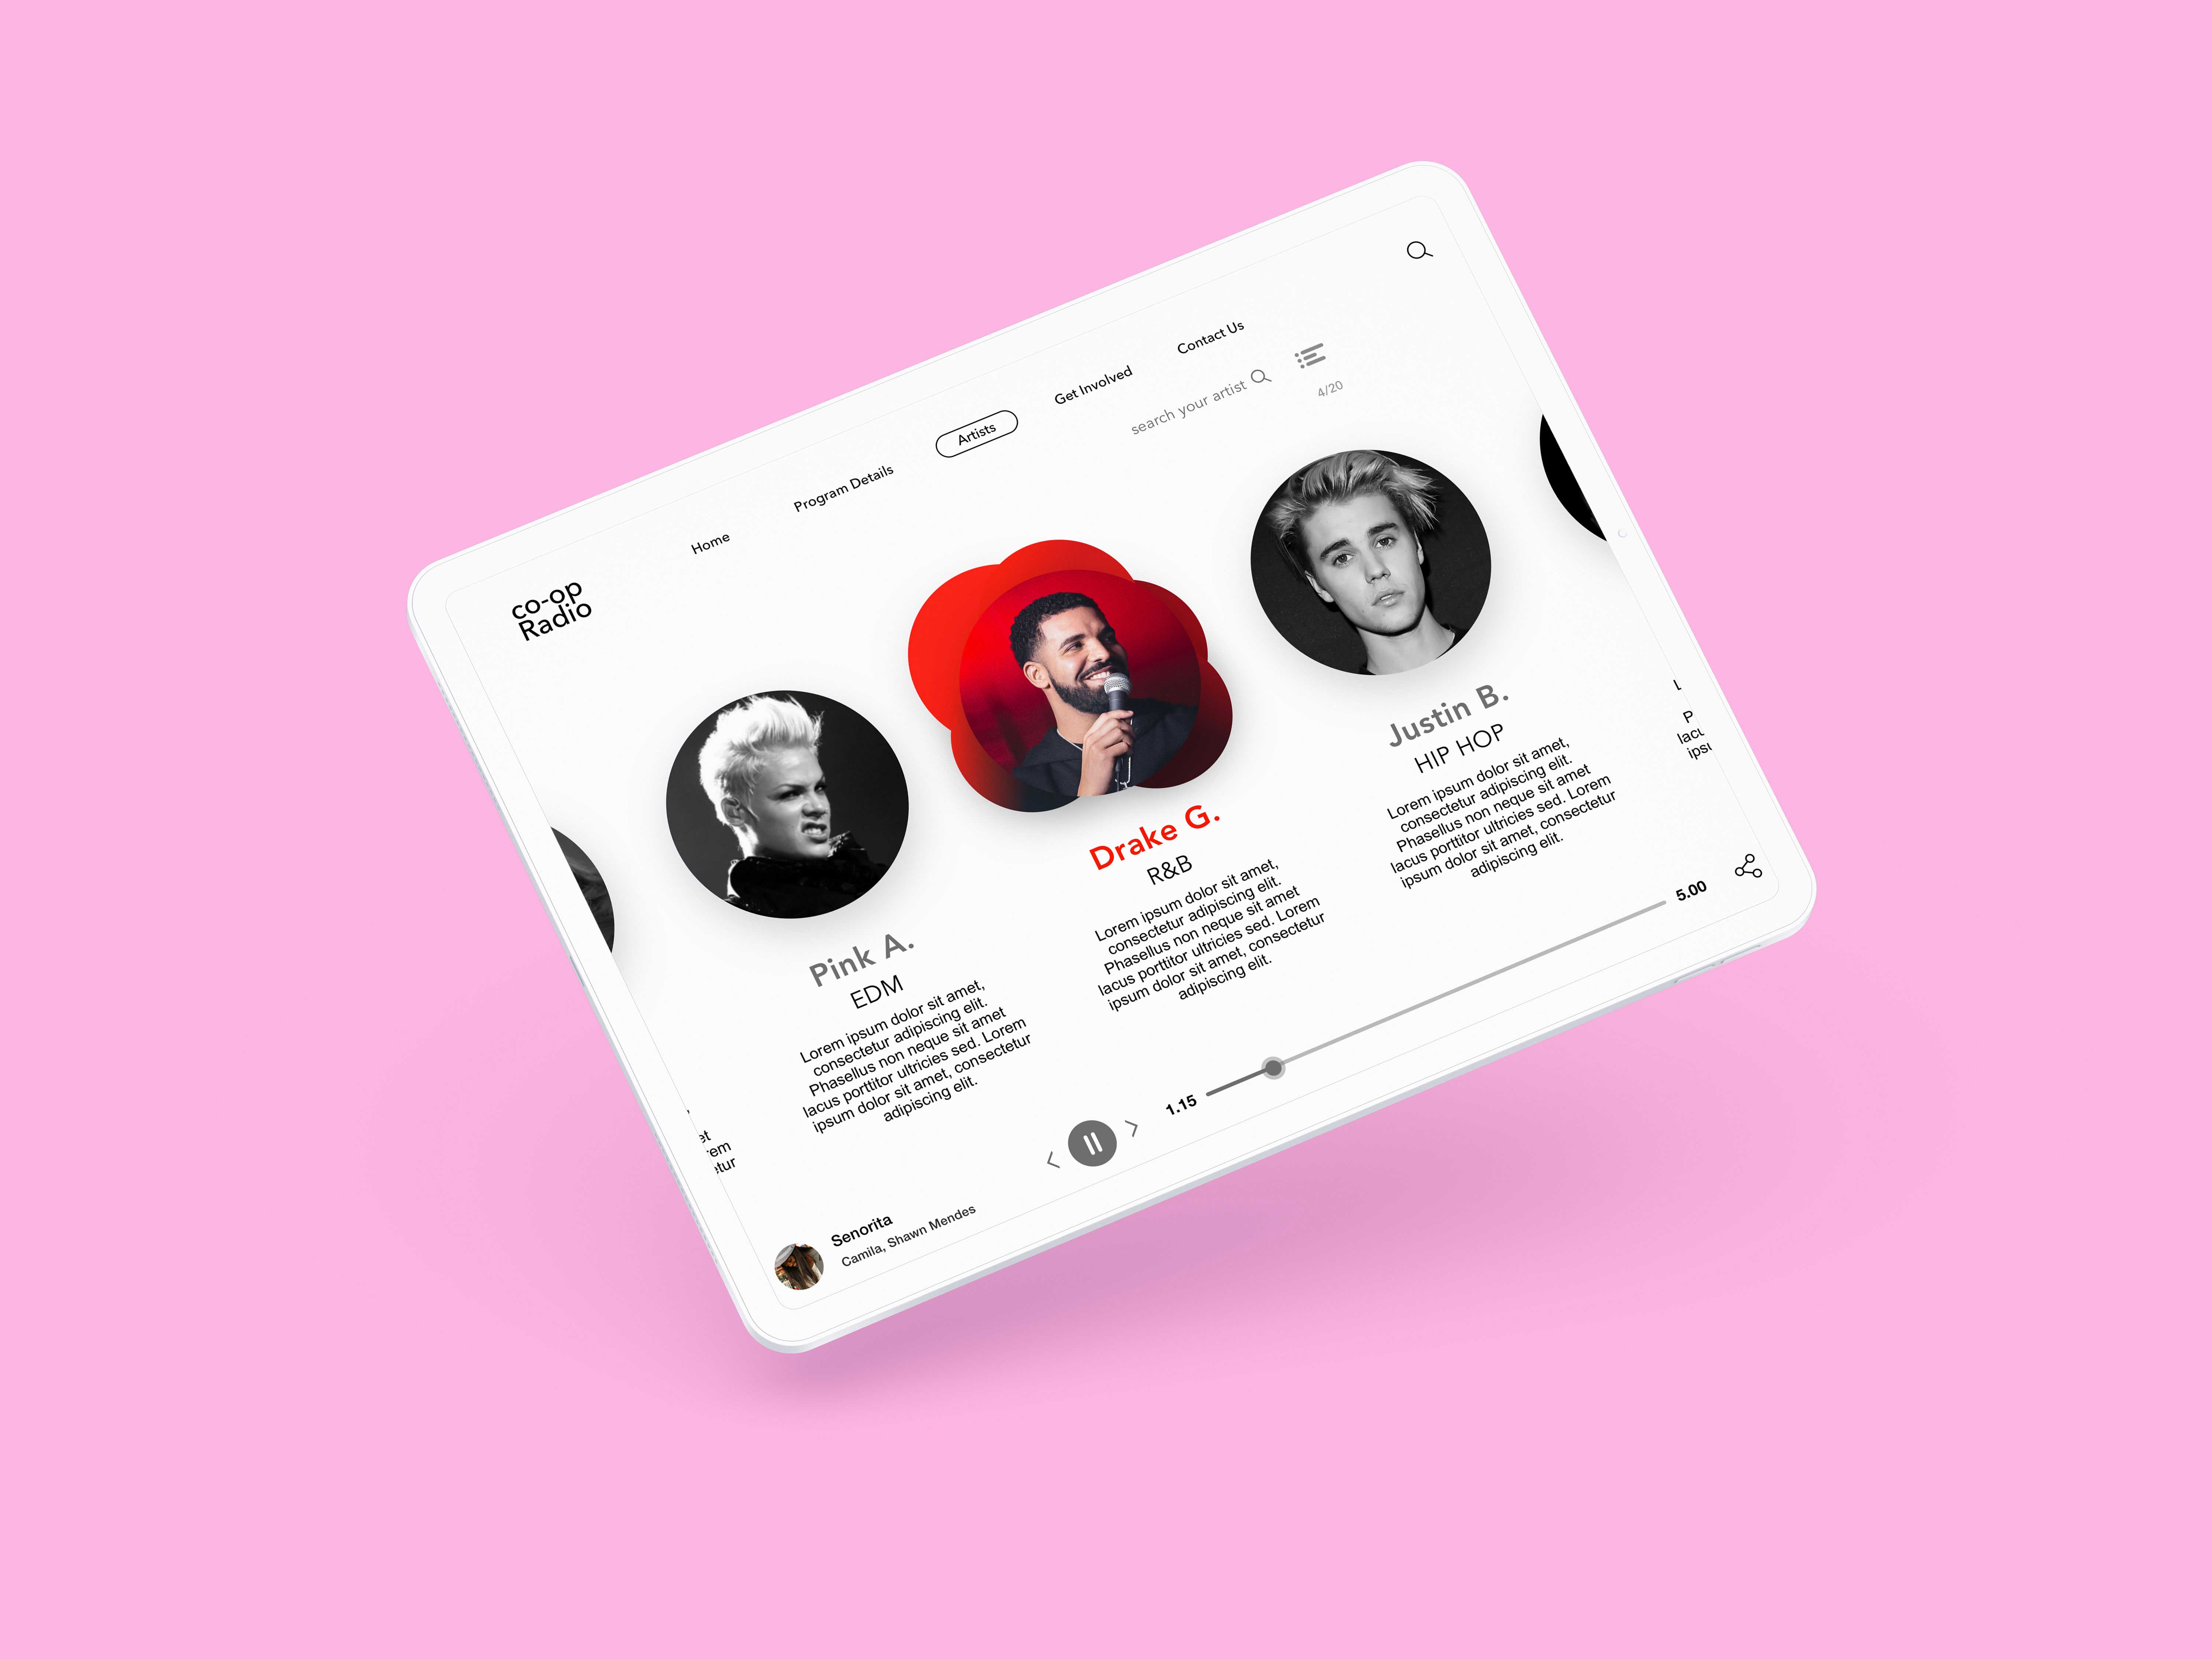 co-op
Radio
Home
Program Details
Artists
Get Involved
Contact Us
search your artist
4/20
Pink A.
EDM
Lorem ipsum dolor sit amet,
consectetur adipiscing elit.
Phasellus non neque sit amet
lacus porttitor ultricies sed. Lorem
ipsum dolor sit amet, consectetur
adipiscing elit.
Drake G.
R&B
Lorem ipsum dolor sit amet,
consectetur adipiscing elit.
Phasellus non neque sit amet
lacus porttitor ultricies sed. Lorem
ipsum dolor sit amet, consectetur
adipiscing elit.
Justin B.
HIP HOP
Lorem ipsum dolor sit amet,
consectetur adipiscing elit.
Phasellus non neque sit amet
lacus porttitor ultricies sed. Lorem
ipsum dolor sit amet, consectetur
adipiscing elit.
Senorita
Camila, Shawn Mendes
1.15
5.00